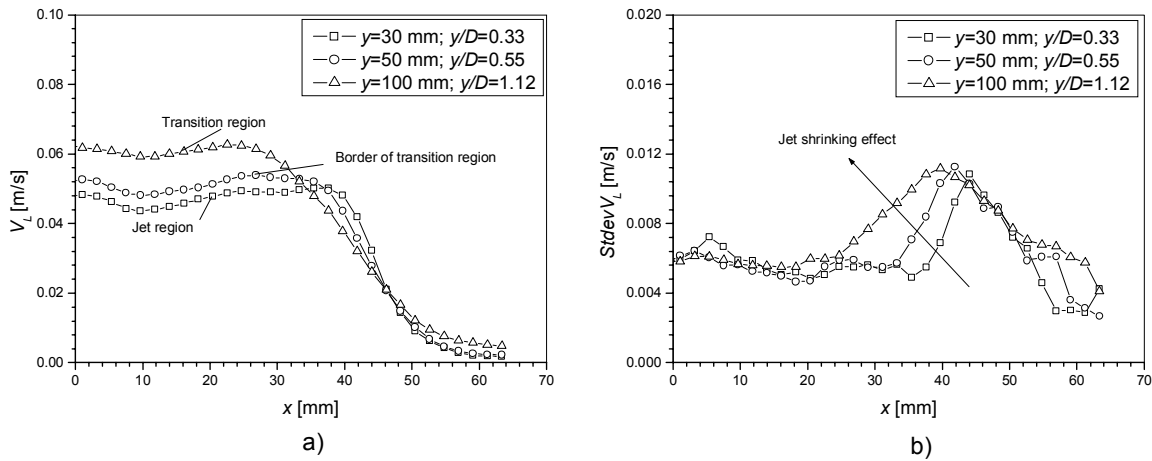 0.10
0.08
0.06
0.04
0.02
0.00
V_L [m/s]
y=30 mm; y/D=0.33
y=50 mm; y/D=0.55
y=100 mm; y/D=1.12
Transition region
Border of transition region
Jet region
0 10 20 30 40 50 60 70
x [mm]
a)
0.020
0.016
0.012
0.008
0.004
0.000
StdevV_L [m/s]
y=30 mm; y/D=0.33
y=50 mm; y/D=0.55
y=100 mm; y/D=1.12
Jet shrinking effect
0 10 20 30 40 50 60 70
x [mm]
b)